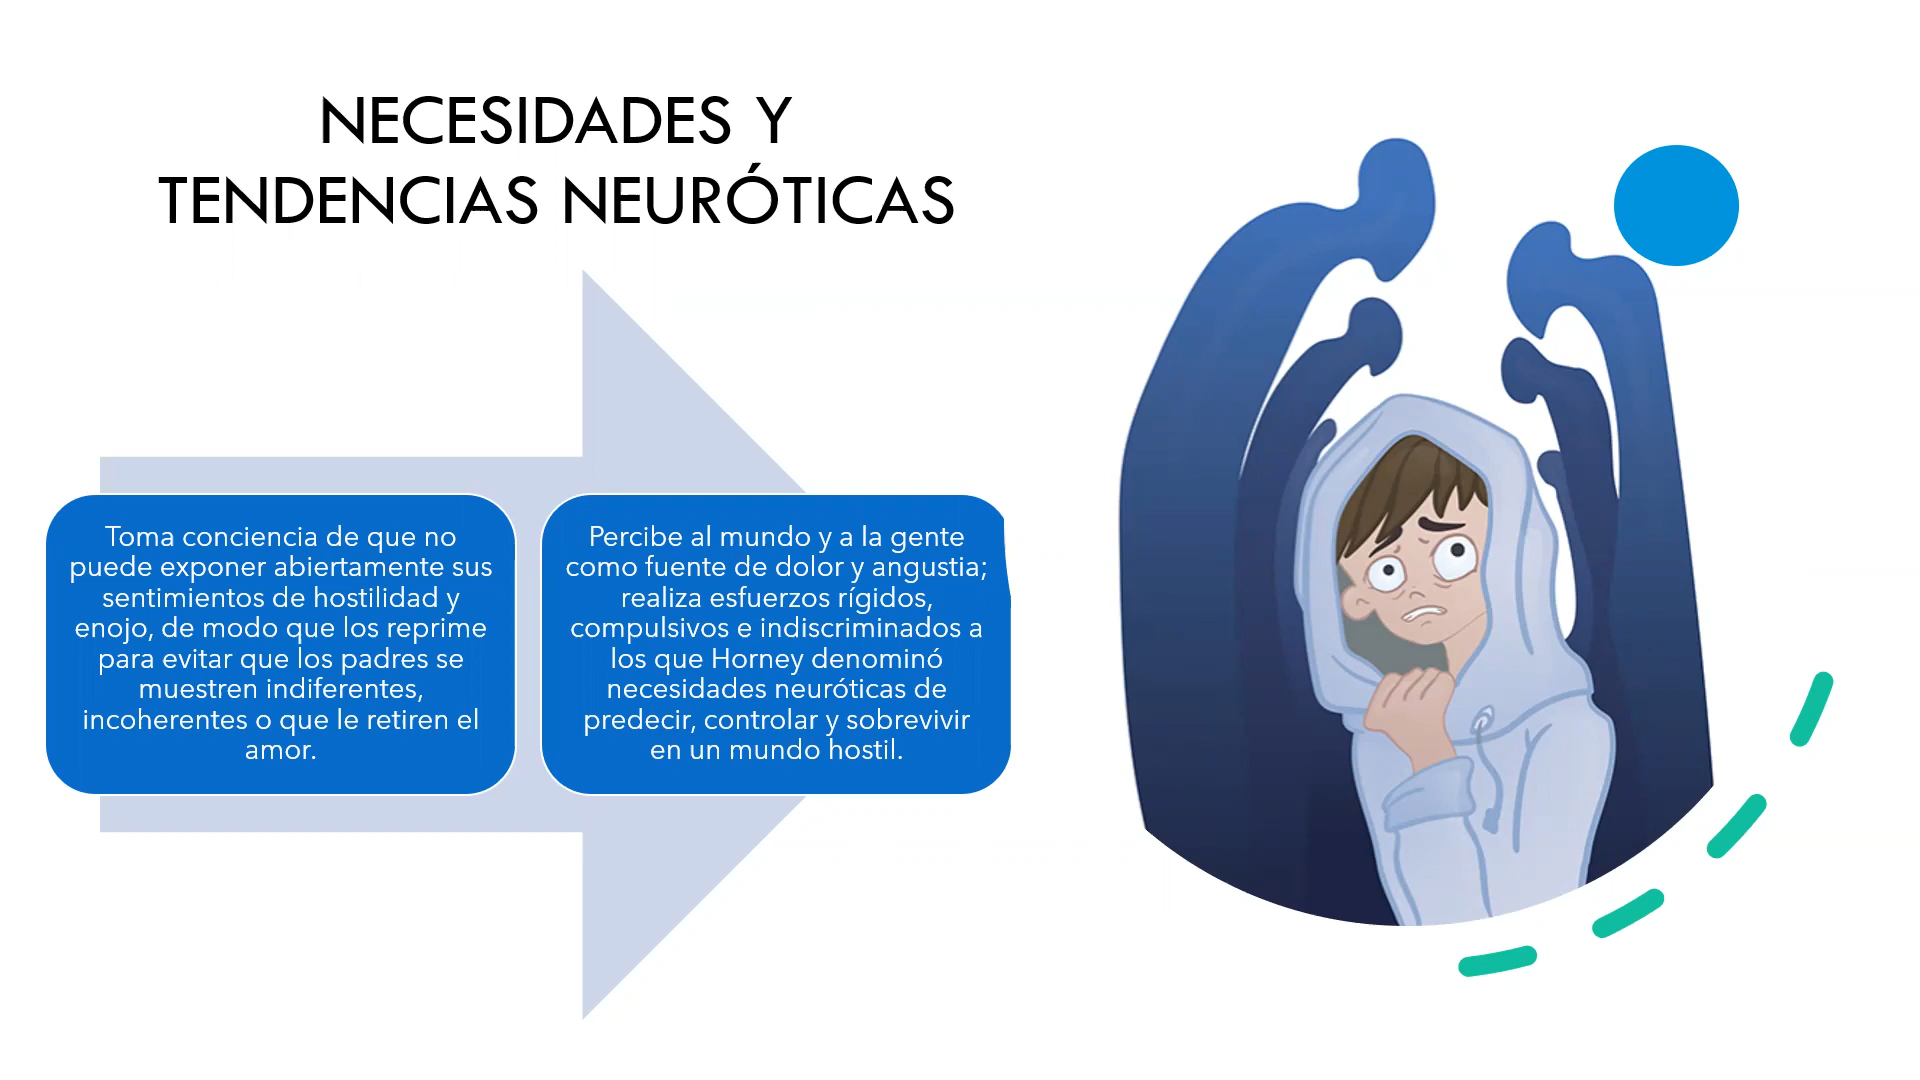 NECESIDADES Y
TENDENCIAS NEURÓTICAS
Toma conciencia de que no
puede exponer abiertamente sus
sentimientos de hostilidad y
enojo, de modo que los reprime
para evitar que los padres se
muestren indiferentes,
incoherentes o que le retiren el
amor.
Percibe al mundo y a la gente
como fuente de dolor y angustia;
realiza esfuerzos rígidos,
compulsivos e indiscriminados a
los que Horney denominó
necesidades neuróticas de
predecir, controlar y sobrevivir
en un mundo hostil.